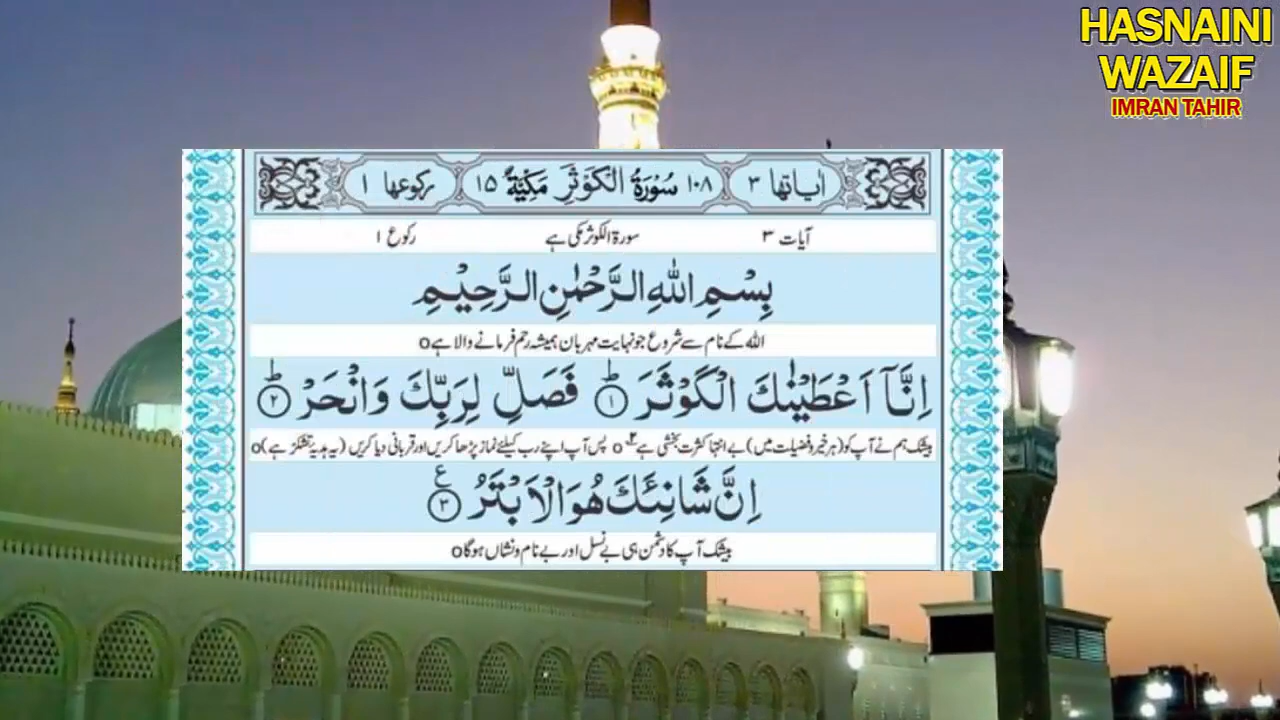 HASNAINI
WAZAIF
IMRAN TAHIR
اٰیاتها ۳ ۱۰۸ سُوْرَةُ الْكَوْثَرِ مَكِّيَّةٌ ۱۵ رکوعها ۱
آیات ۳ سورۃ الکوثر مکی ہے رکوع ۱
بِسْمِ اللهِ الرَّحْمٰنِ الرَّحِيْمِ
اللہ کے نام سے شروع جو نہایت مہربان ہمیشہ رحم فرمانے والا ہے o
اِنَّاۤ اَعْطَيْنٰكَ الْكَوْثَرَ ؕ۝۱ فَصَلِّ لِرَبِّكَ وَانْحَرْ ؕ۝۲
بیشک ہم نے آپ کو (ہر خیر و فضیلت میں) بے انتہا کثرت بخشی ہے o پس آپ اپنے رب کیلئے نماز پڑھا کریں اور قربانی دیا کریں (یہ ہدیۂ تشکّر ہے) o
اِنَّ شَانِئَكَ هُوَ الْاَبْتَرُ ۝۳ ع
بیشک آپ کا دشمن ہی بے نسل اور بے نام و نشاں ہوگا o